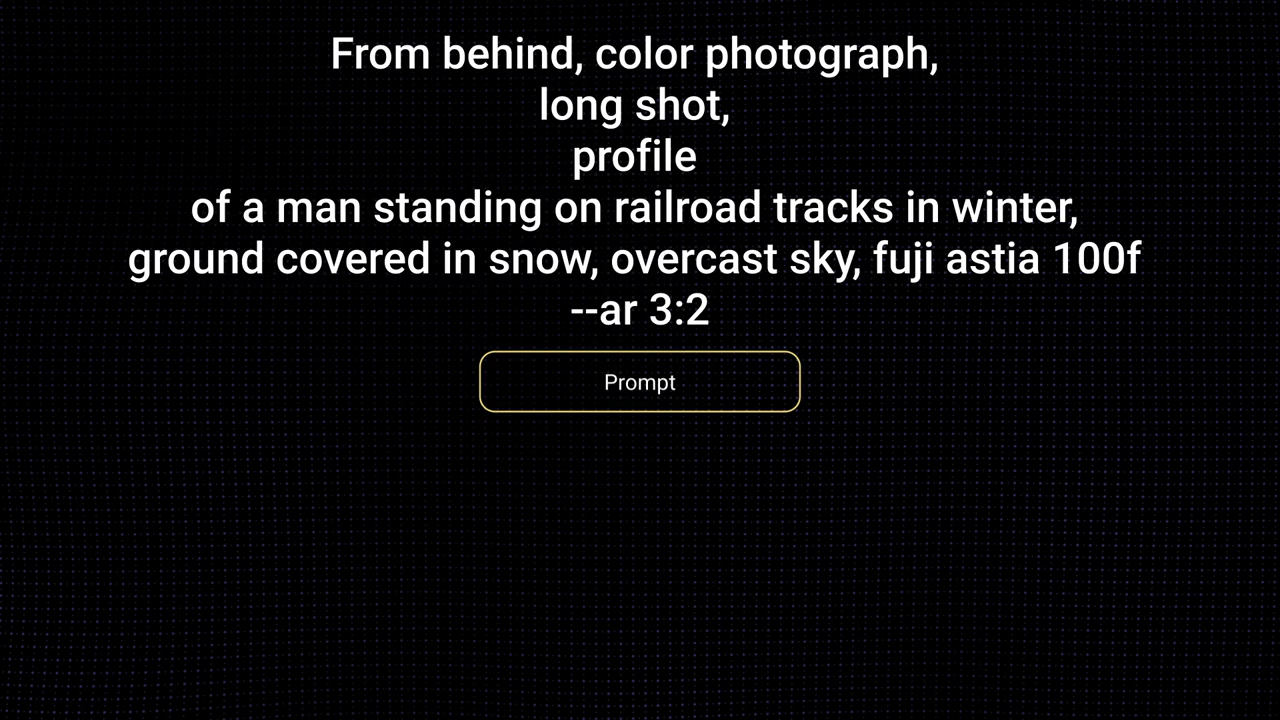 From behind, color photograph,
long shot,
profile
of a man standing on railroad tracks in winter,
ground covered in snow, overcast sky, fuji astia 100f
--ar 3:2
Prompt